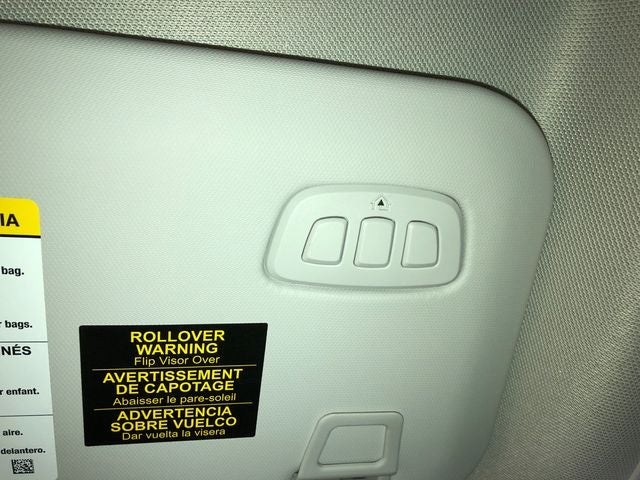 IA
bag.
bags.
NÉS
enfant.
aire.
delantero.
ROLLOVER
WARNING
Flip Visor Over
AVERTISSEMENT
DE CAPOTAGE
Abaisser le pare-soleil
ADVERTENCIA
SOBRE VUELCO
Dar vuelta la visera